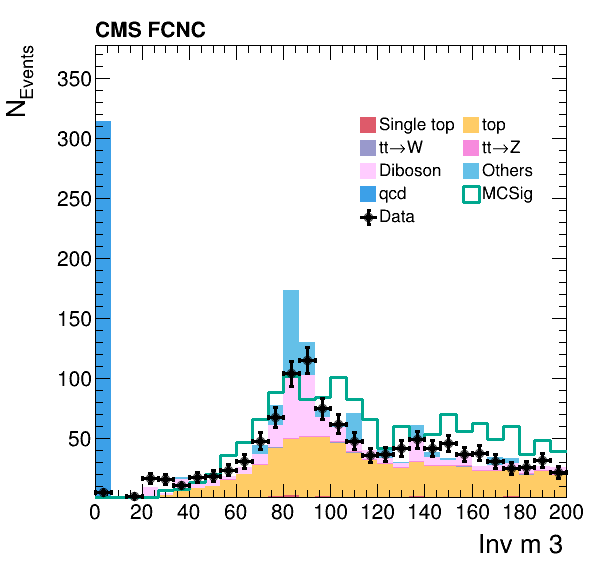 CMS FCNC
N_Events
350
300
250
200
150
100
50
Single top
top
tt→W
tt→Z
Diboson
Others
qcd
MCSig
Data
0 20 40 60 80 100 120 140 160 180 200
Inv m 3